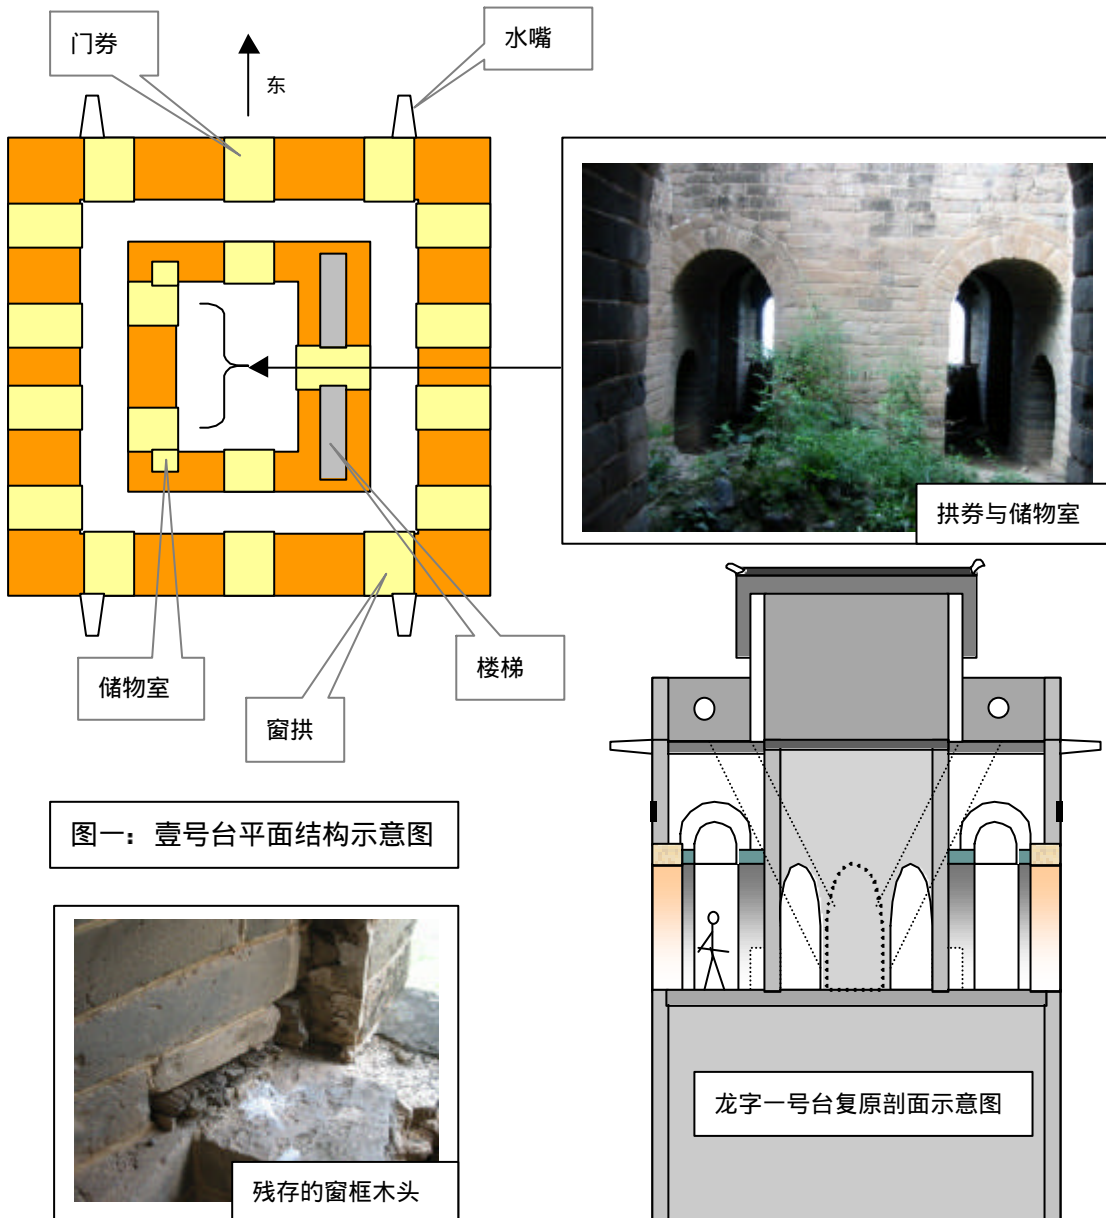 门券
水嘴
东
拱券与储物室
储物室
窗拱
楼梯
图一：壹号台平面结构示意图
龙字一号台复原剖面示意图
残存的窗框木头